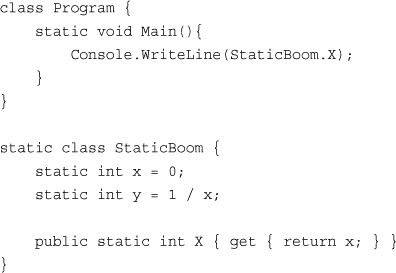 class Program {
    static void Main(){
        Console.WriteLine(StaticBoom.X);
    }
}

static class StaticBoom {
    static int x = 0;
    static int y = 1 / x;

    public static int X { get { return x; } }
}